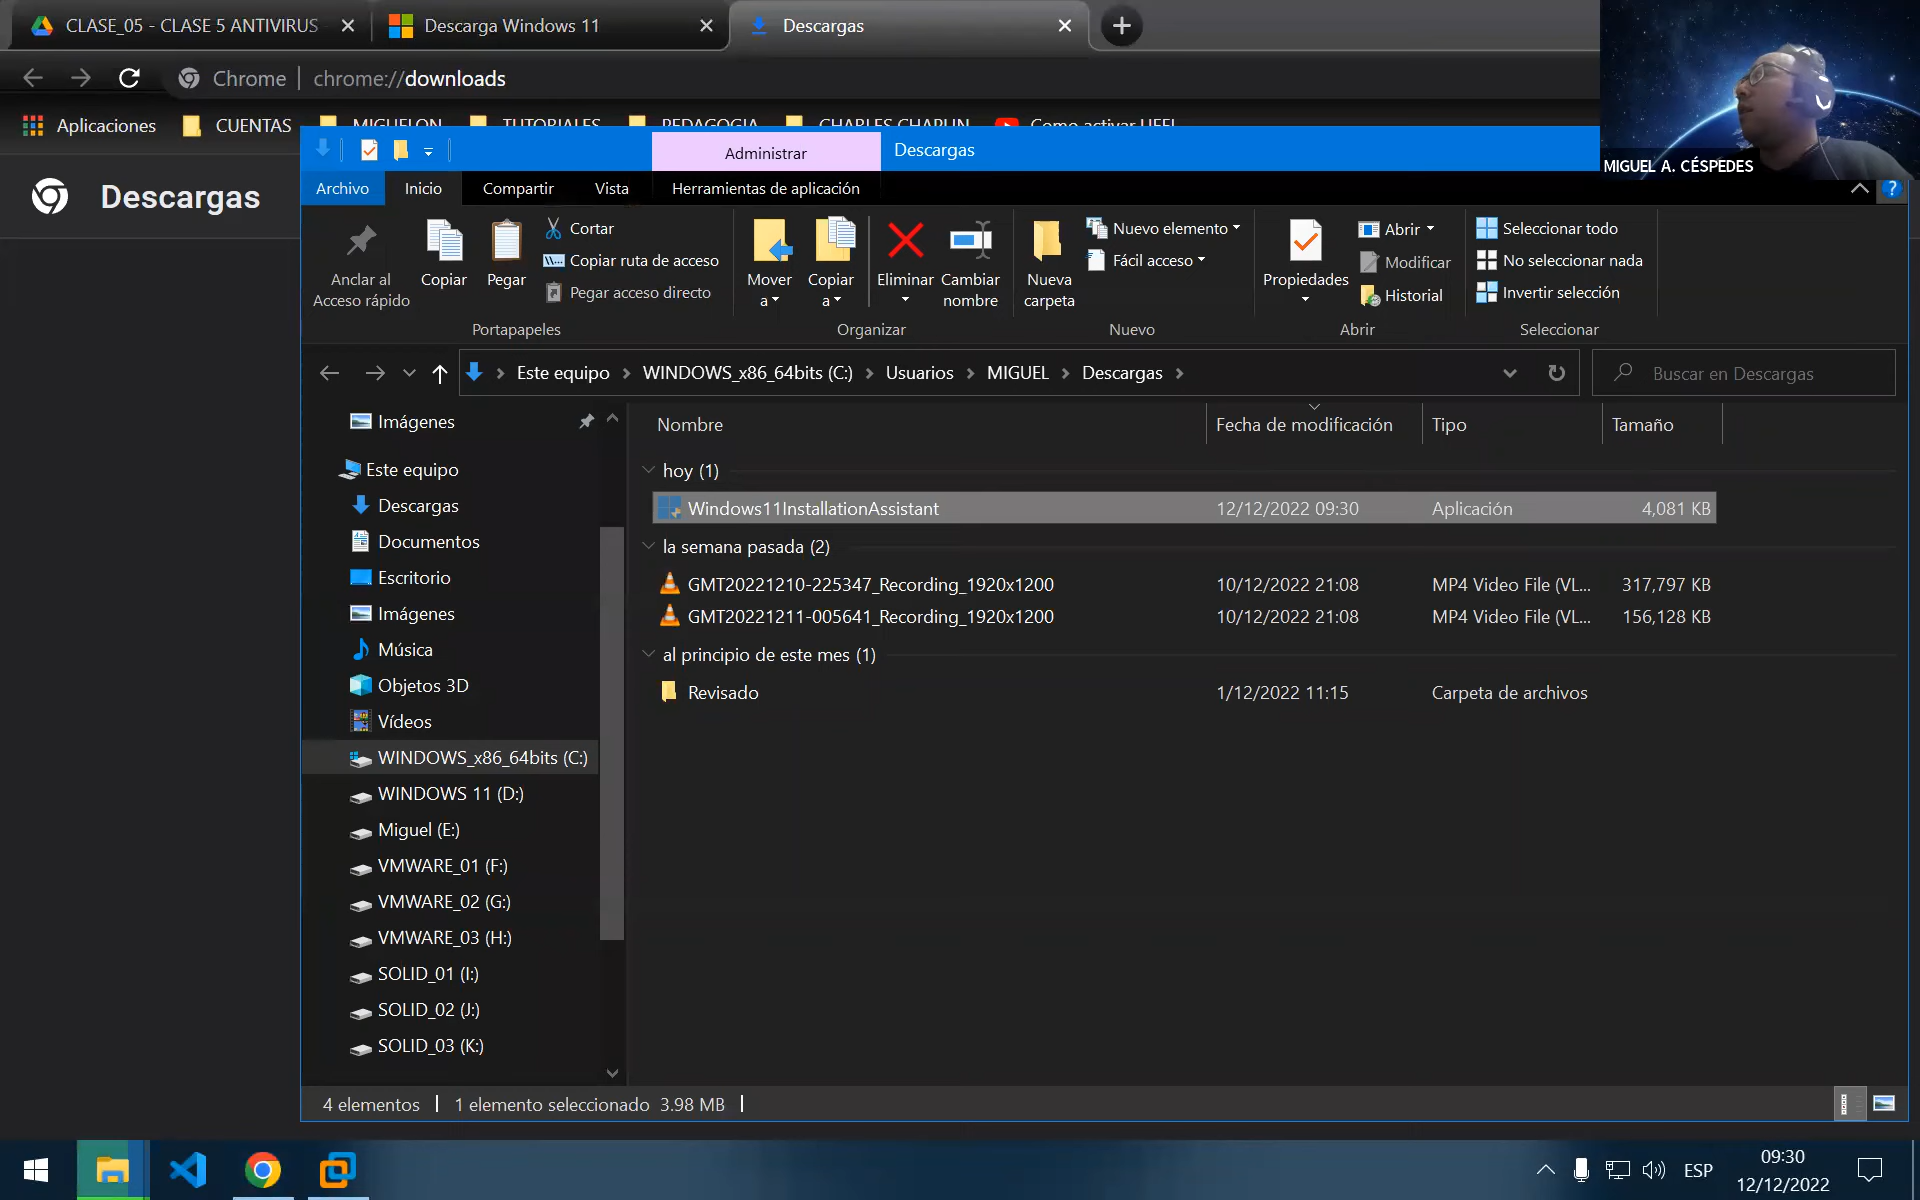 CLASE_05 - CLASE 5 ANTIVIRUS
Descarga Windows 11
Descargas
Chrome
chrome://downloads
Aplicaciones
CUENTAS
MIGUELON
TUTORIALES
PEDAGOGIA
CHARLES CHAPLIN
Como activar UEFI
MIGUEL A. CÉSPEDES
Descargas
Administrar
Descargas
Archivo
Inicio
Compartir
Vista
Herramientas de aplicación
Anclar al
Acceso rápido
Copiar
Pegar
Cortar
Copiar ruta de acceso
Pegar acceso directo
Portapapeles
Mover
a
Copiar
a
Eliminar
Cambiar
nombre
Organizar
Nueva
carpeta
Nuevo elemento
Fácil acceso
Nuevo
Propiedades
Abrir
Modificar
Historial
Abrir
Seleccionar todo
No seleccionar nada
Invertir selección
Seleccionar
Este equipo
WINDOWS_x86_64bits (C:)
Usuarios
MIGUEL
Descargas
Buscar en Descargas
Imágenes
Este equipo
Descargas
Documentos
Escritorio
Imágenes
Música
Objetos 3D
Vídeos
WINDOWS_x86_64bits (C:)
WINDOWS 11 (D:)
Miguel (E:)
VMWARE_01 (F:)
VMWARE_02 (G:)
VMWARE_03 (H:)
SOLID_01 (I:)
SOLID_02 (J:)
SOLID_03 (K:)
Nombre
Fecha de modificación
Tipo
Tamaño
hoy (1)
Windows11InstallationAssistant 12/12/2022 09:30 Aplicación 4,081 KB
la semana pasada (2)
GMT20221210-225347_Recording_1920x1200 10/12/2022 21:08 MP4 Video File (VL... 317,797 KB
GMT20221211-005641_Recording_1920x1200 10/12/2022 21:08 MP4 Video File (VL... 156,128 KB
al principio de este mes (1)
Revisado 1/12/2022 11:15 Carpeta de archivos
4 elementos
1 elemento seleccionado 3.98 MB
ESP
09:30
12/12/2022